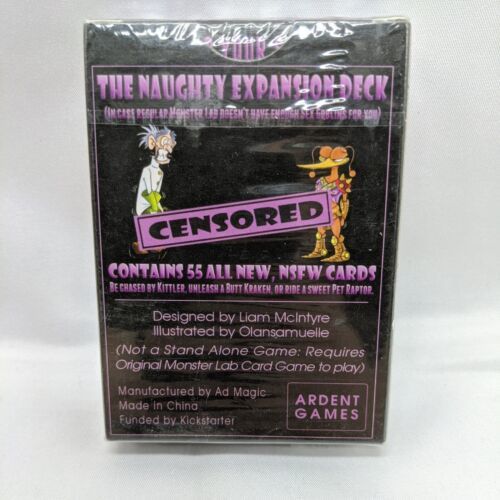 THE NAUGHTY EXPANSION DECK
(IN CASE REGULAR MONSTER LAB DOESN'T HAVE ENOUGH SEX GOBLINS FOR YOU)
CENSORED
CONTAINS 55 ALL NEW, NSFW CARDS
BE CHASED BY KITTLER, UNLEASH A BUTT KRAKEN, OR RIDE A SWEET PET RAPTOR.
Designed by Liam McIntyre
Illustrated by Olansamuelle
(Not a Stand Alone Game: Requires
Original Monster Lab Card Game to play)
Manufactured by Ad Magic
Made in China
Funded by Kickstarter
ARDENT
GAMES